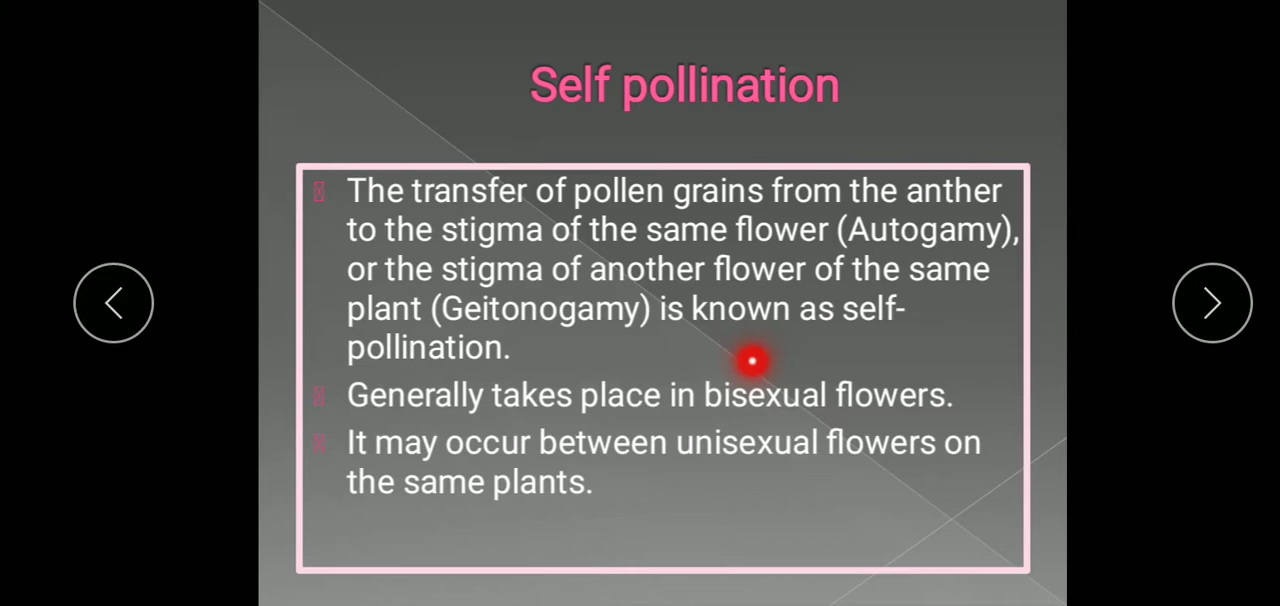 Self pollination
The transfer of pollen grains from the anther
to the stigma of the same flower (Autogamy),
or the stigma of another flower of the same
plant (Geitonogamy) is known as self-
pollination.
Generally takes place in bisexual flowers.
It may occur between unisexual flowers on
the same plants.